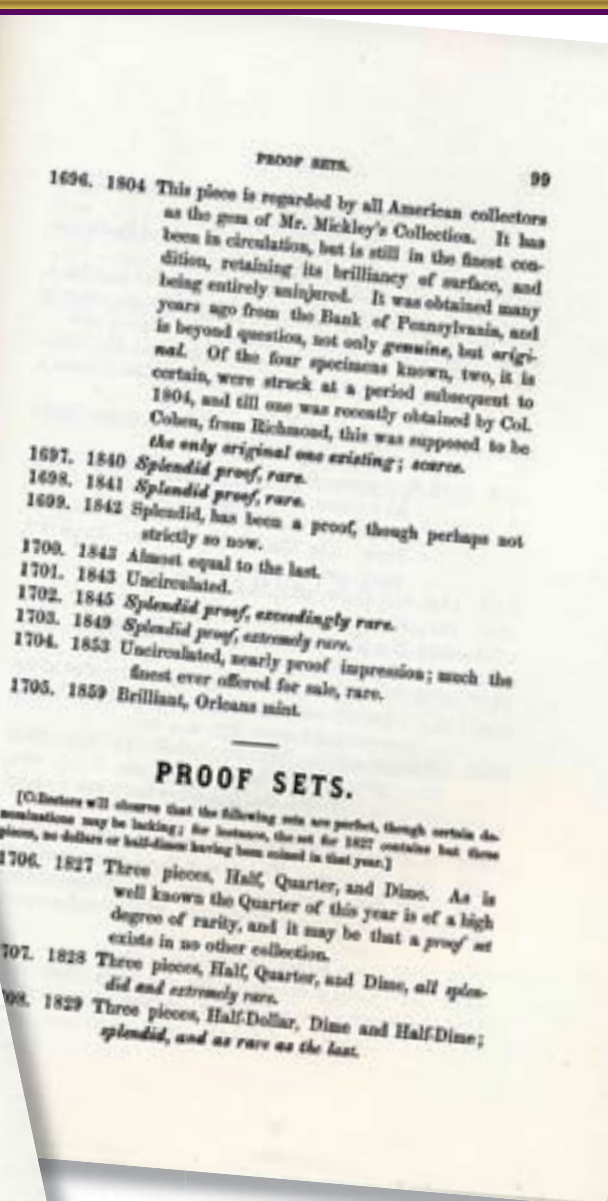 PROOF SETS. 99
1696. 1804 This piece is regarded by all American collectors
as the gem of Mr. Mickley's Collection. It has
been in circulation, but is still in the finest con-
dition, retaining its brilliancy of surface, and
being entirely uninjured. It was obtained many
years ago from the Bank of Pennsylvania, and
is beyond question, not only genuine, but origi-
nal. Of the four specimens known, two, it is
certain, were struck at a period subsequent to
1804, and till one was recently obtained by Col.
Cohen, from Richmond, this was supposed to be
the only original one existing; scarce.
1697. 1840 Splendid proof, rare.
1698. 1841 Splendid proof, rare.
1699. 1842 Splendid, has been a proof, though perhaps not
strictly so now.
1700. 1843 Almost equal to the last.
1701. 1843 Uncirculated.
1702. 1845 Splendid proof, exceedingly rare.
1703. 1849 Splendid proof, extremely rare.
1704. 1853 Uncirculated, nearly proof impression; much the
finest ever offered for sale, rare.
1705. 1859 Brilliant, Orleans mint.
PROOF SETS.
[Collectors will observe that the following sets are perfect, though certain de-
nominations may be lacking; for instance, the set for 1827 contains but three
pieces, no dollars or half-dimes having been coined in that year.]
1706. 1827 Three pieces, Half, Quarter, and Dime. As is
well known the Quarter of this year is of a high
degree of rarity, and it may be that a proof set
exists in no other collection.
707. 1828 Three pieces, Half, Quarter, and Dime, all splen-
did and extremely rare.
08. 1829 Three pieces, Half-Dollar, Dime and Half-Dime;
splendid, and as rare as the last.